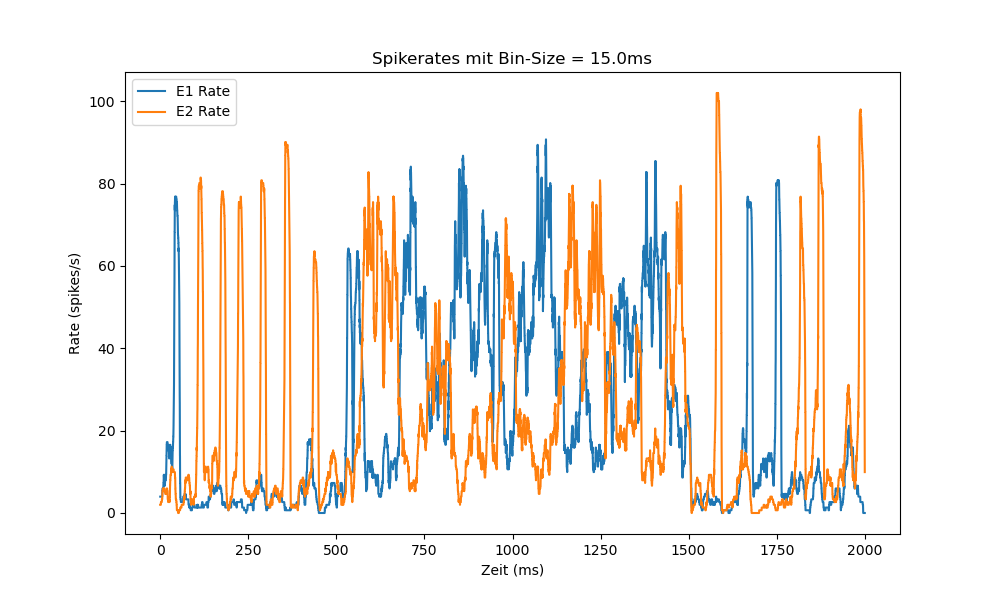 Spikerates mit Bin-Size = 15.0ms
E1 Rate
E2 Rate
100
80
60
40
20
0
Rate (spikes/s)
0 250 500 750 1000 1250 1500 1750 2000
Zeit (ms)